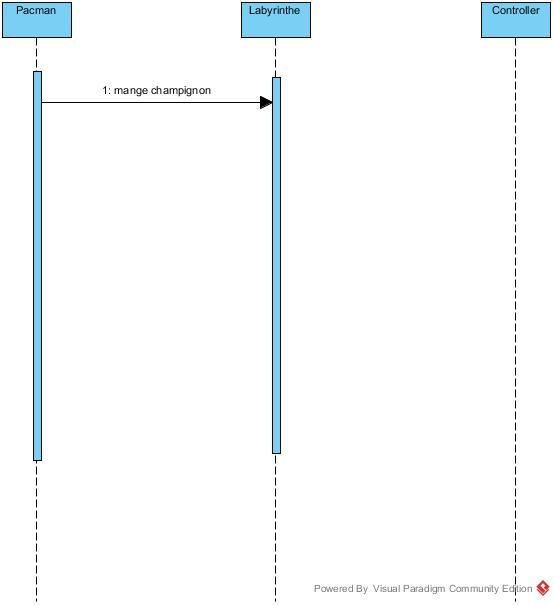 Pacman
Labyrinthe
Controller
1: mange champignon
Powered By Visual Paradigm Community Edition